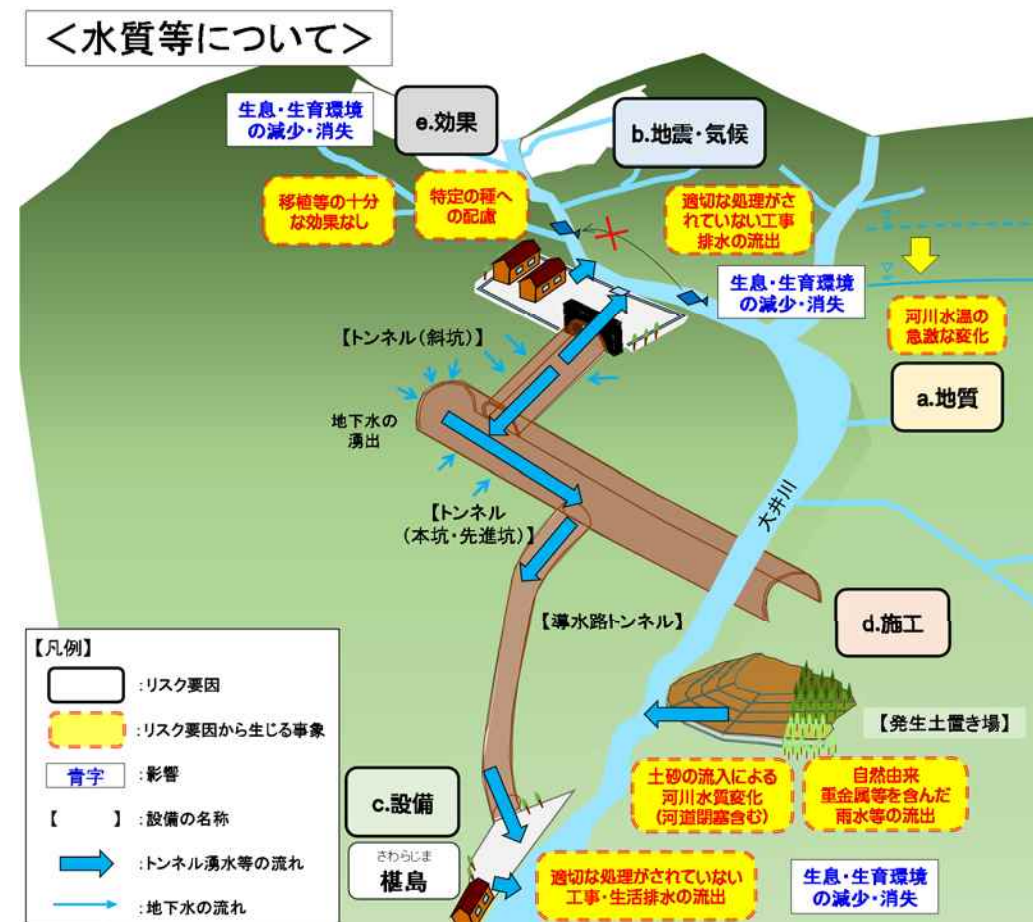 ＜水質等について＞
生息・生育環境
の減少・消失
e.効果
b.地震・気候
移植等の十分
な効果なし
特定の種へ
の配慮
適切な処理がさ
れていない工事
排水の流出
生息・生育環境
の減少・消失
河川水温の
急激な変化
【トンネル（斜坑）】
a.地質
地下水の
湧出
大井川
【トンネル
（本坑・先進坑）】
【導水路トンネル】
d.施工
【発生土置き場】
土砂の流入による
河川水質変化
（河道閉塞含む）
自然由来
重金属等を含んだ
雨水等の流出
c.設備
さわらじま
椹島
適切な処理がされていない
工事・生活排水の流出
生息・生育環境
の減少・消失
【凡例】
：リスク要因
：リスク要因から生じる事象
青字 ：影響
【　　】 ：設備の名称
：トンネル湧水等の流れ
：地下水の流れ